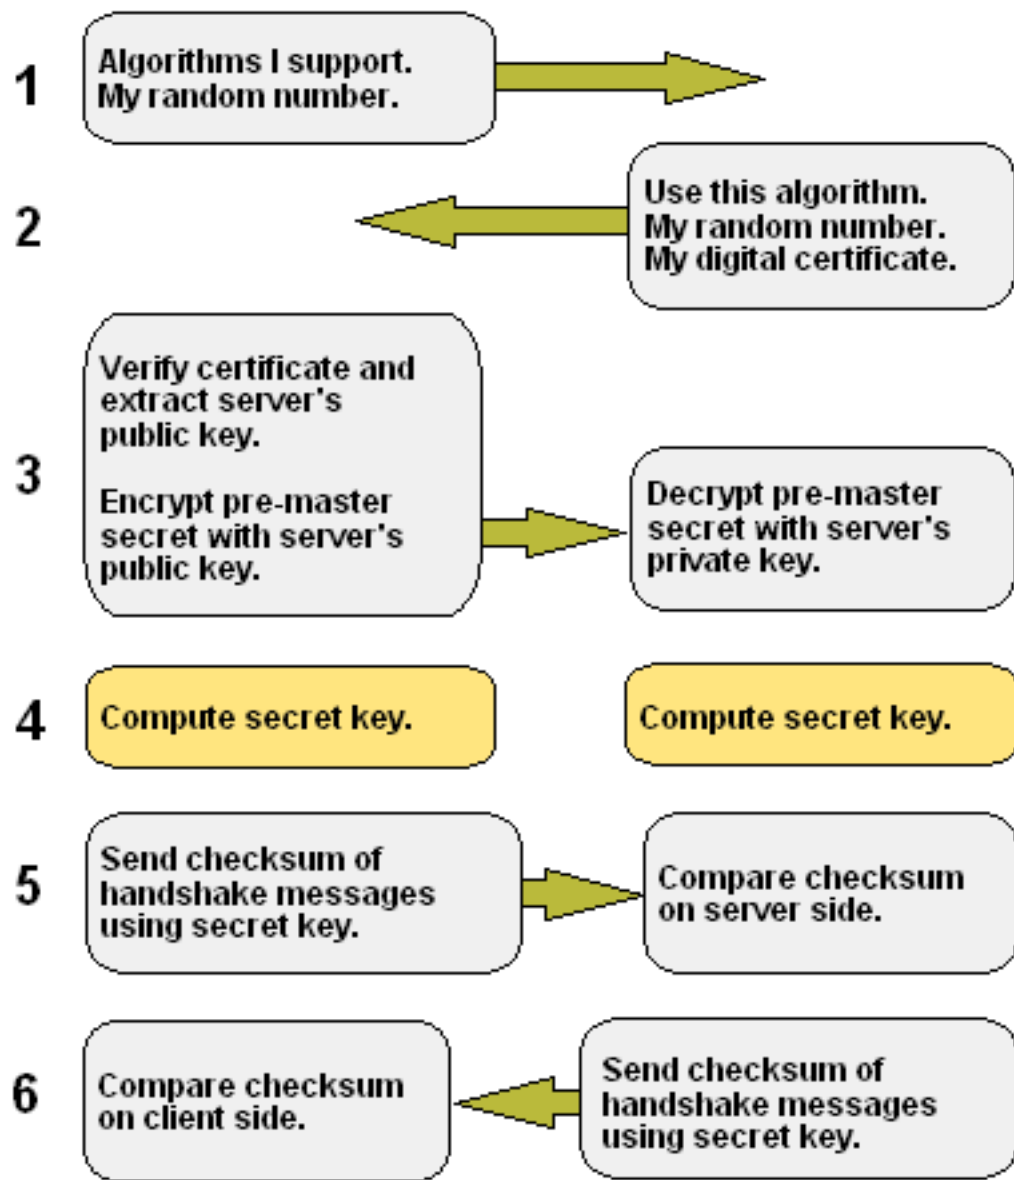 1
Algorithms I support.
My random number.
2
Use this algorithm.
My random number.
My digital certificate.
3
Verify certificate and
extract server's
public key.
Encrypt pre-master
secret with server's
public key.
Decrypt pre-master
secret with server's
private key.
4
Compute secret key.
Compute secret key.
5
Send checksum of
handshake messages
using secret key.
Compare checksum
on server side.
6
Compare checksum
on client side.
Send checksum of
handshake messages
using secret key.